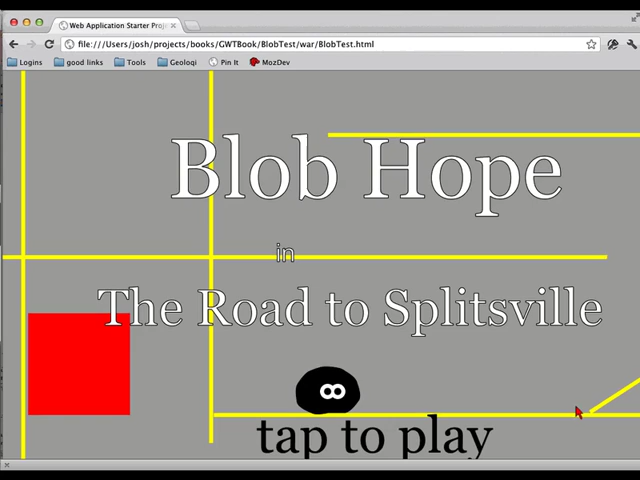 Web Application Starter Proj
file:///Users/josh/projects/books/GWTBook/BlobTest/war/BlobTest.html
Logins good links Tools Geoloqi Pin It MozDev
Blob Hope
in
The Road to Splitsville
tap to play